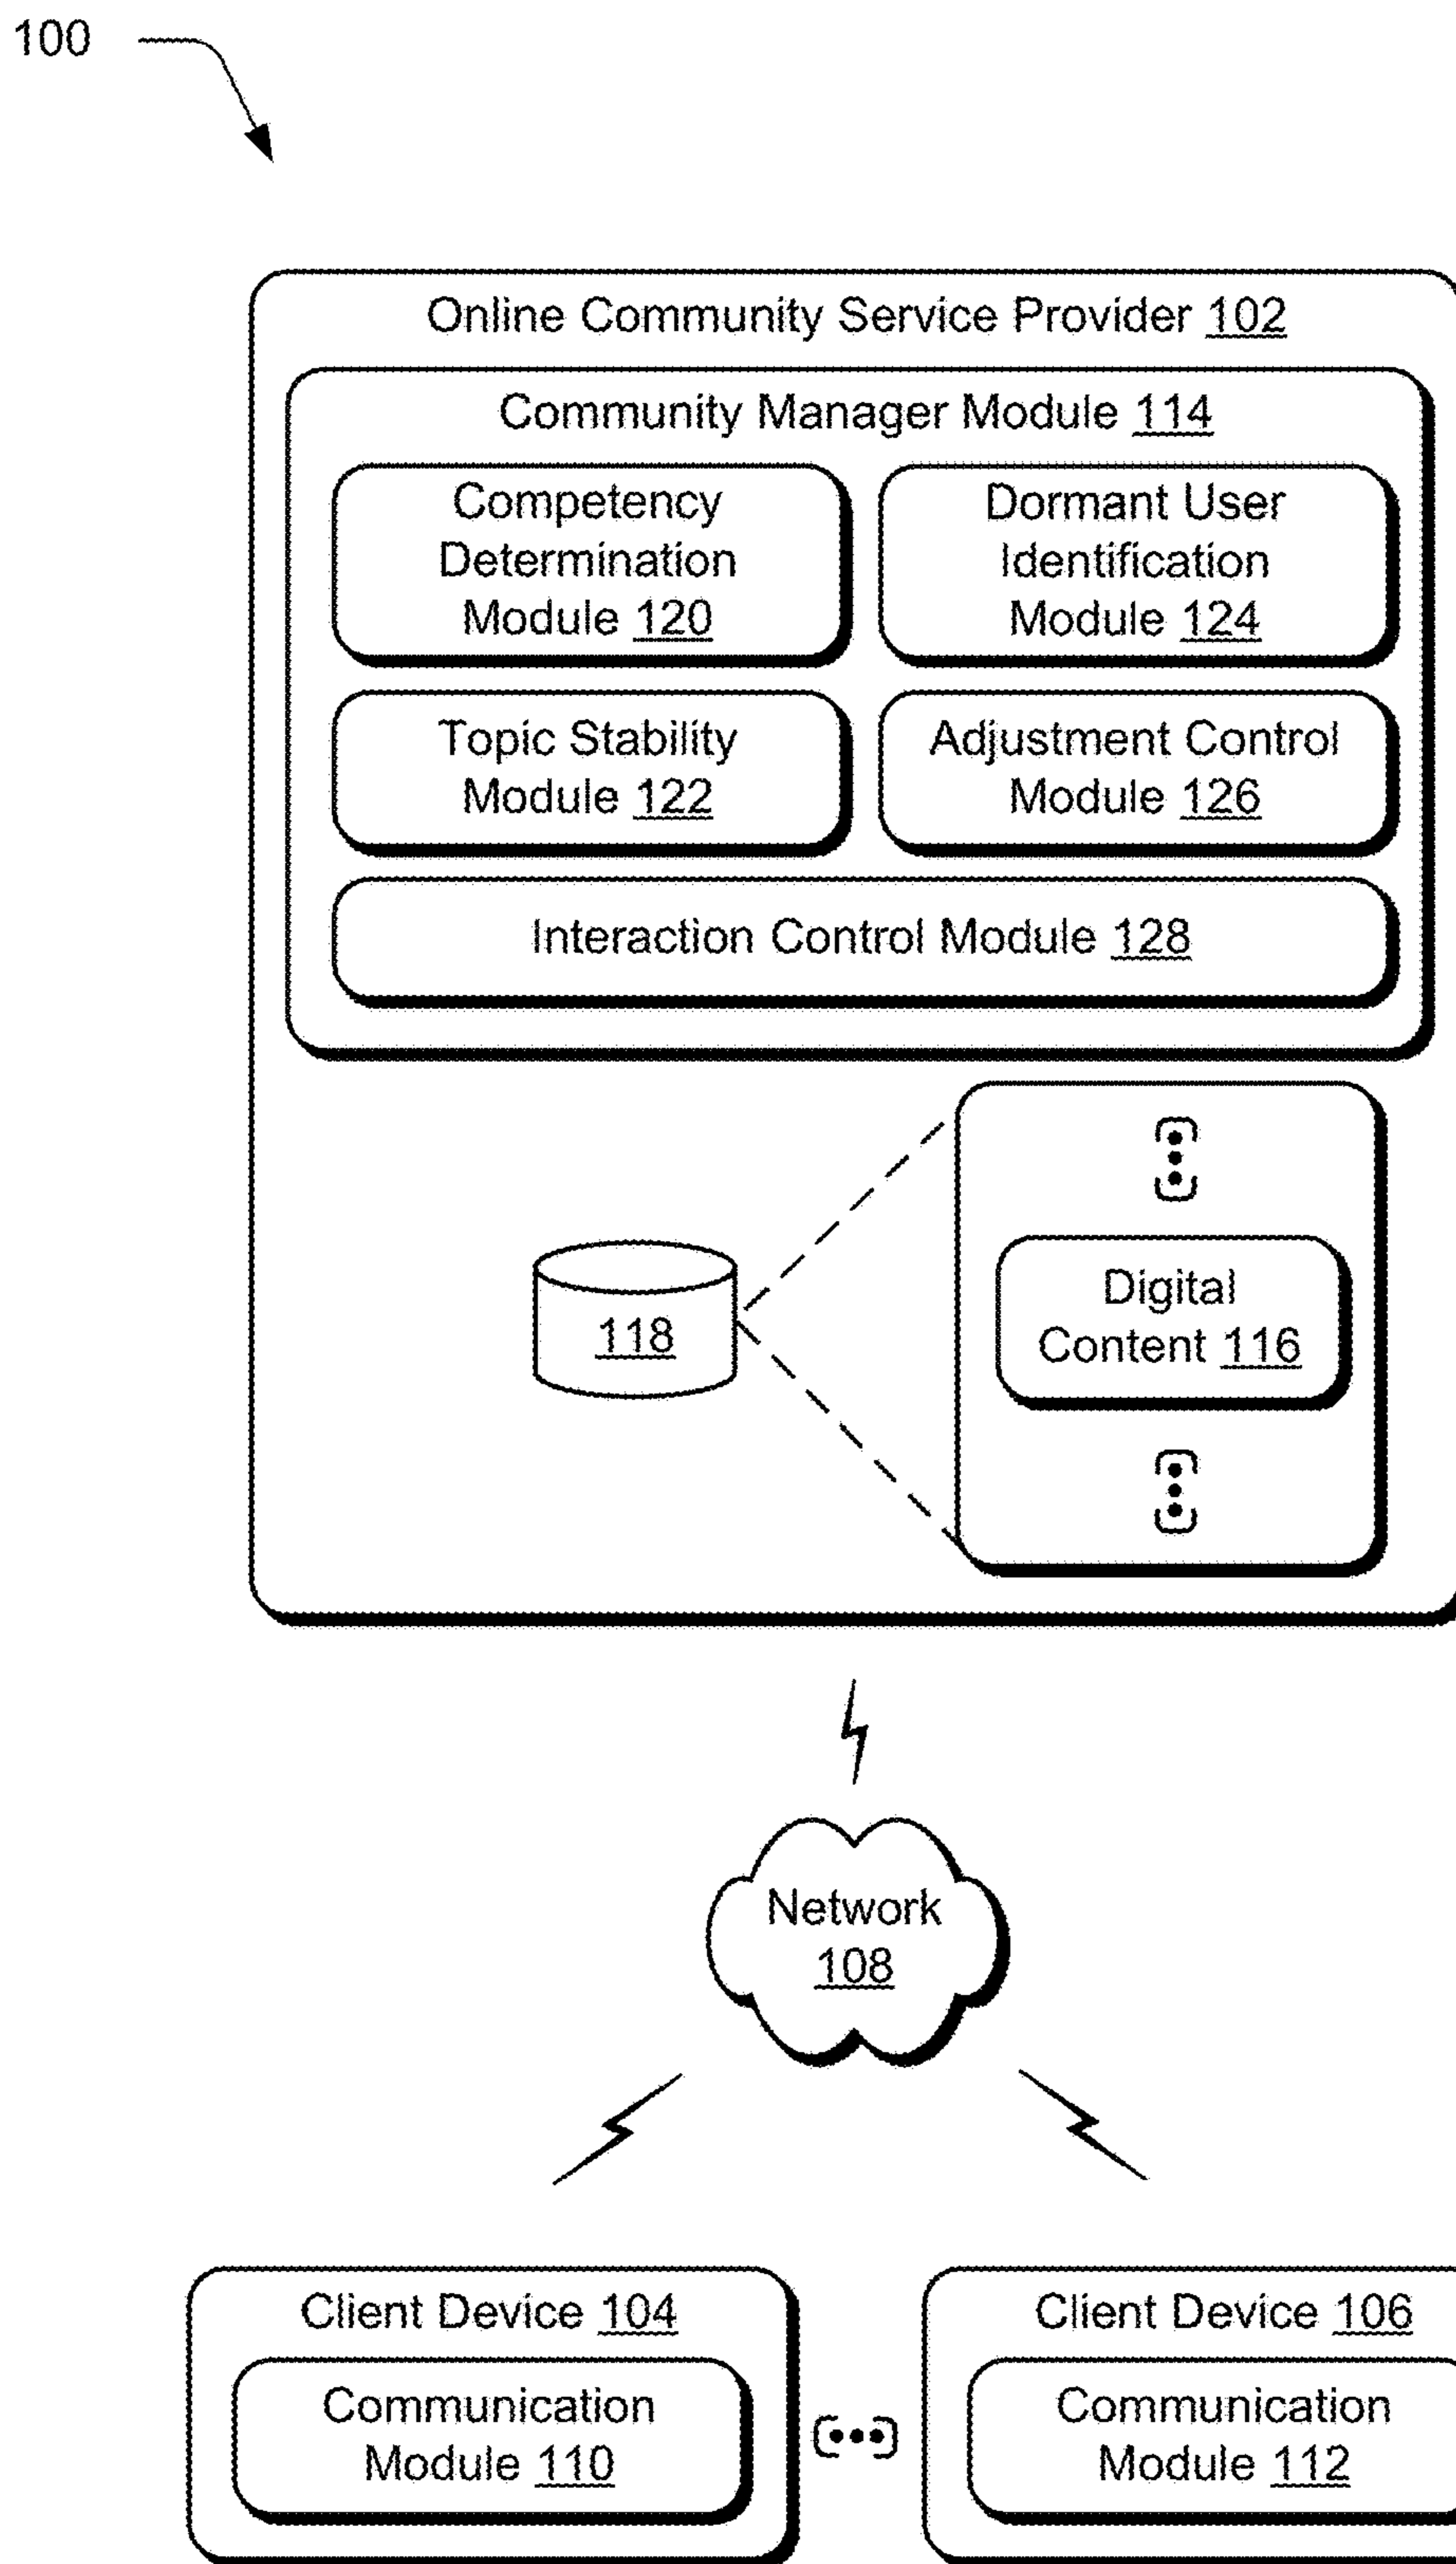 100
Online Community Service Provider 102
Community Manager Module 114
Competency
Determination
Module 120
Dormant User
Identification
Module 124
Topic Stability
Module 122
Adjustment Control
Module 126
Interaction Control Module 128
118
Digital
Content 116
Network
108
Client Device 104
Communication
Module 110
Client Device 106
Communication
Module 112